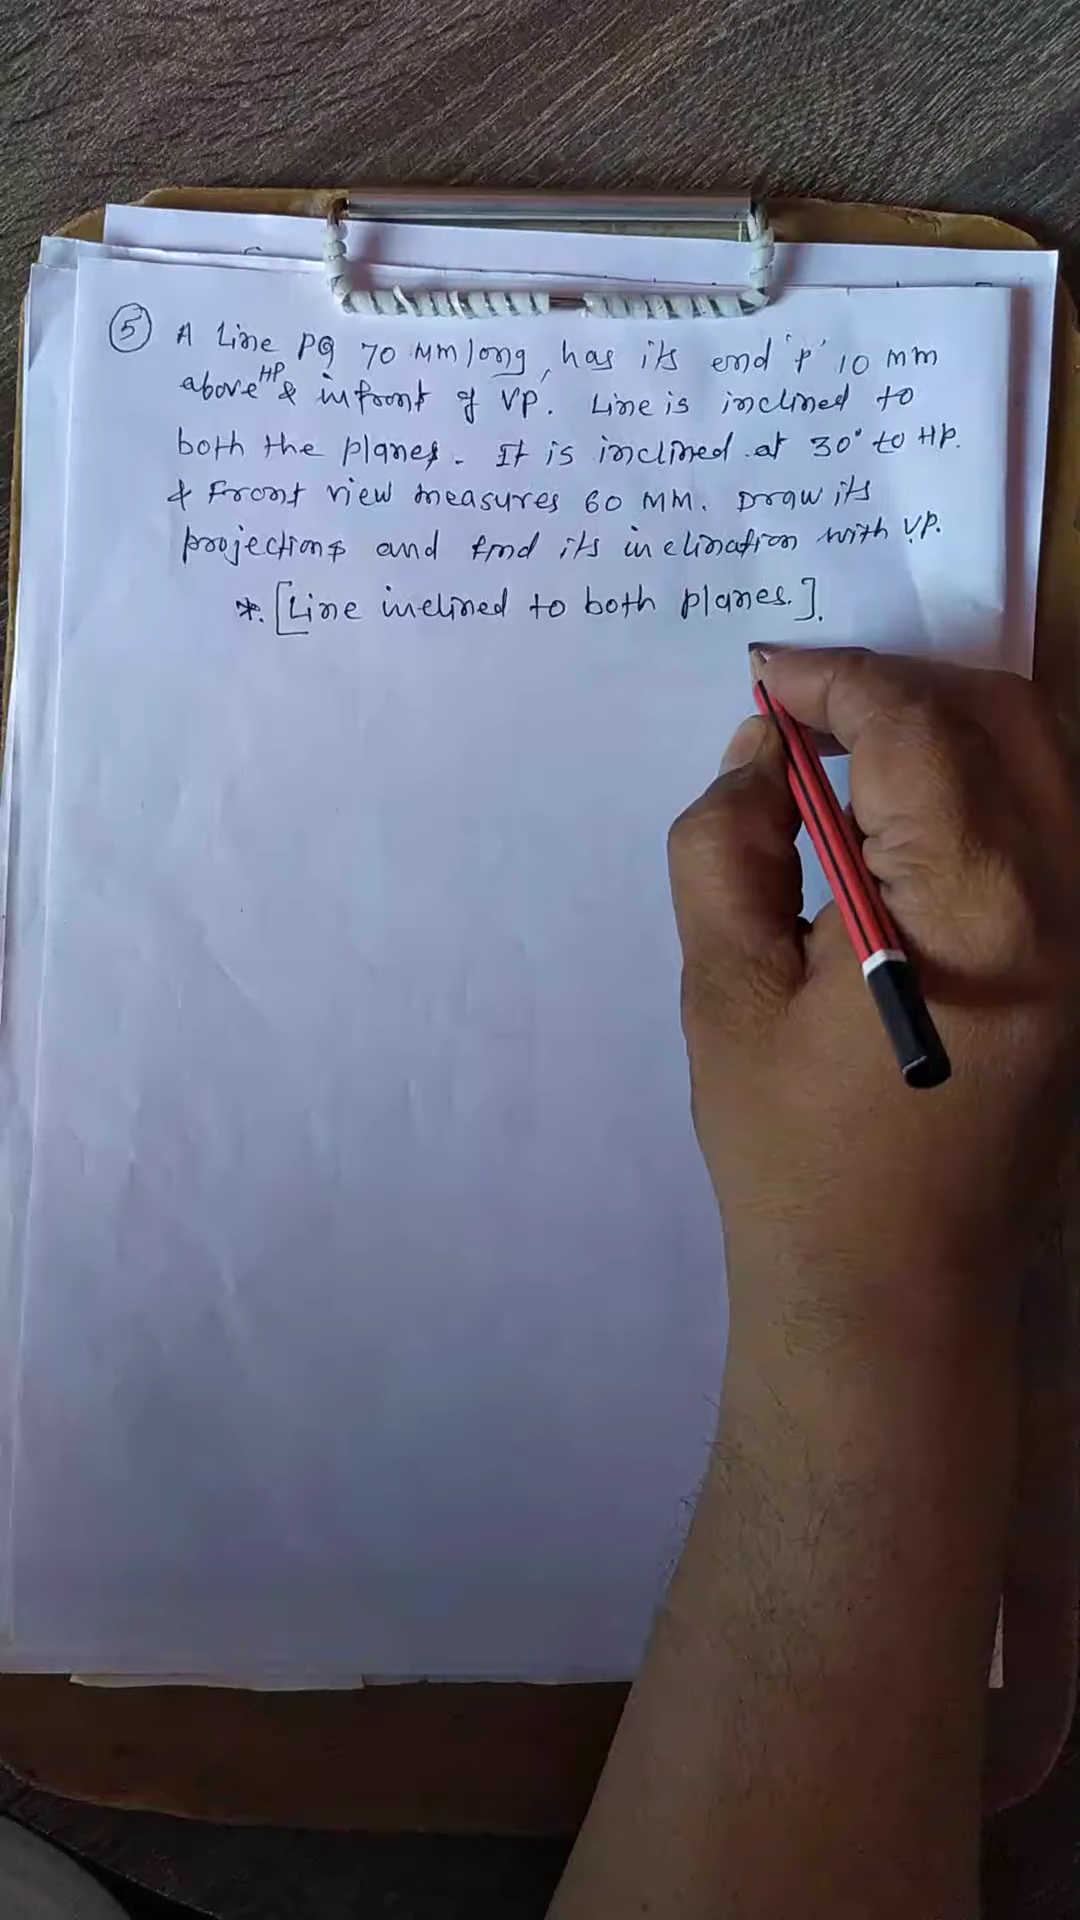 ⑤ A Line PQ 70 MM long, has its end 'P' 10 mm
above HP & infront of VP. Line is inclined to
both the planes. It is inclined at 30° to HP.
& Front view measures 60 MM. Draw its
projections and find its inclination with V.P.
*. [Line inclined to both planes.].